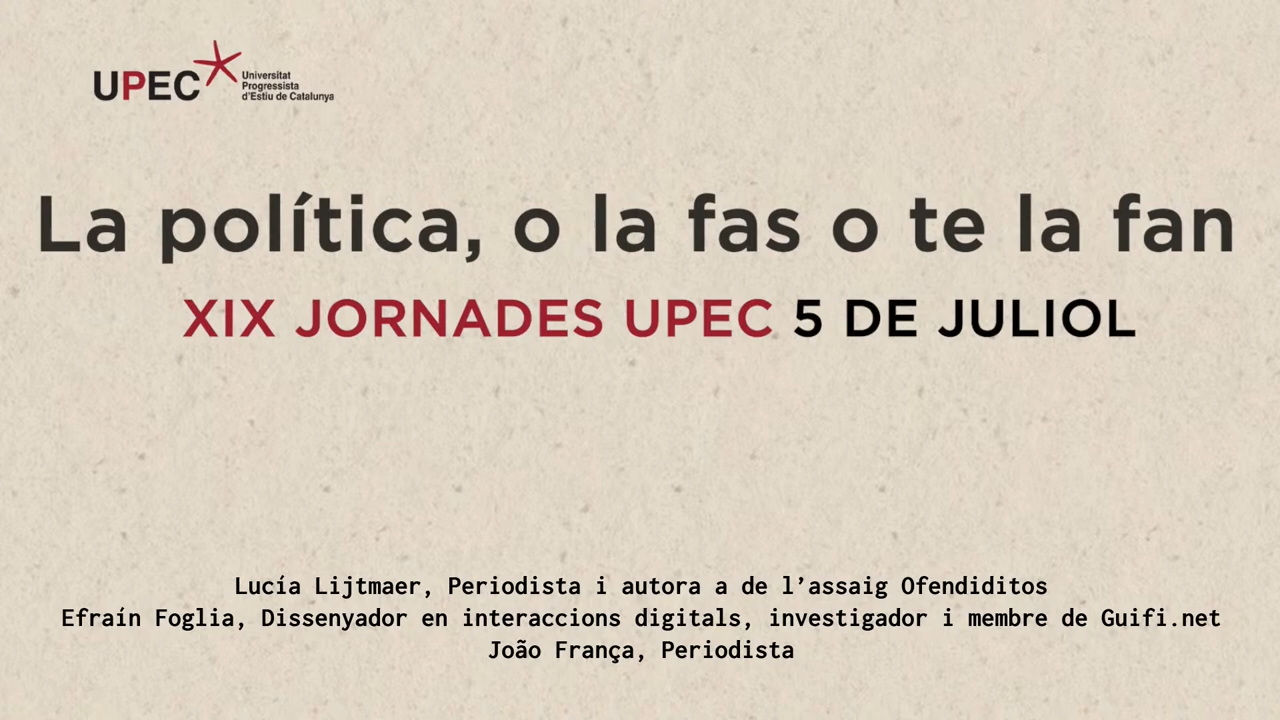 UPEC
Universitat
Progressista
d'Estiu de Catalunya
La política, o la fas o te la fan
XIX JORNADES UPEC 5 DE JULIOL
Lucía Lijtmaer, Periodista i autora a de l’assaig Ofendiditos
Efraín Foglia, Dissenyador en interaccions digitals, investigador i membre de Guifi.net
João França, Periodista